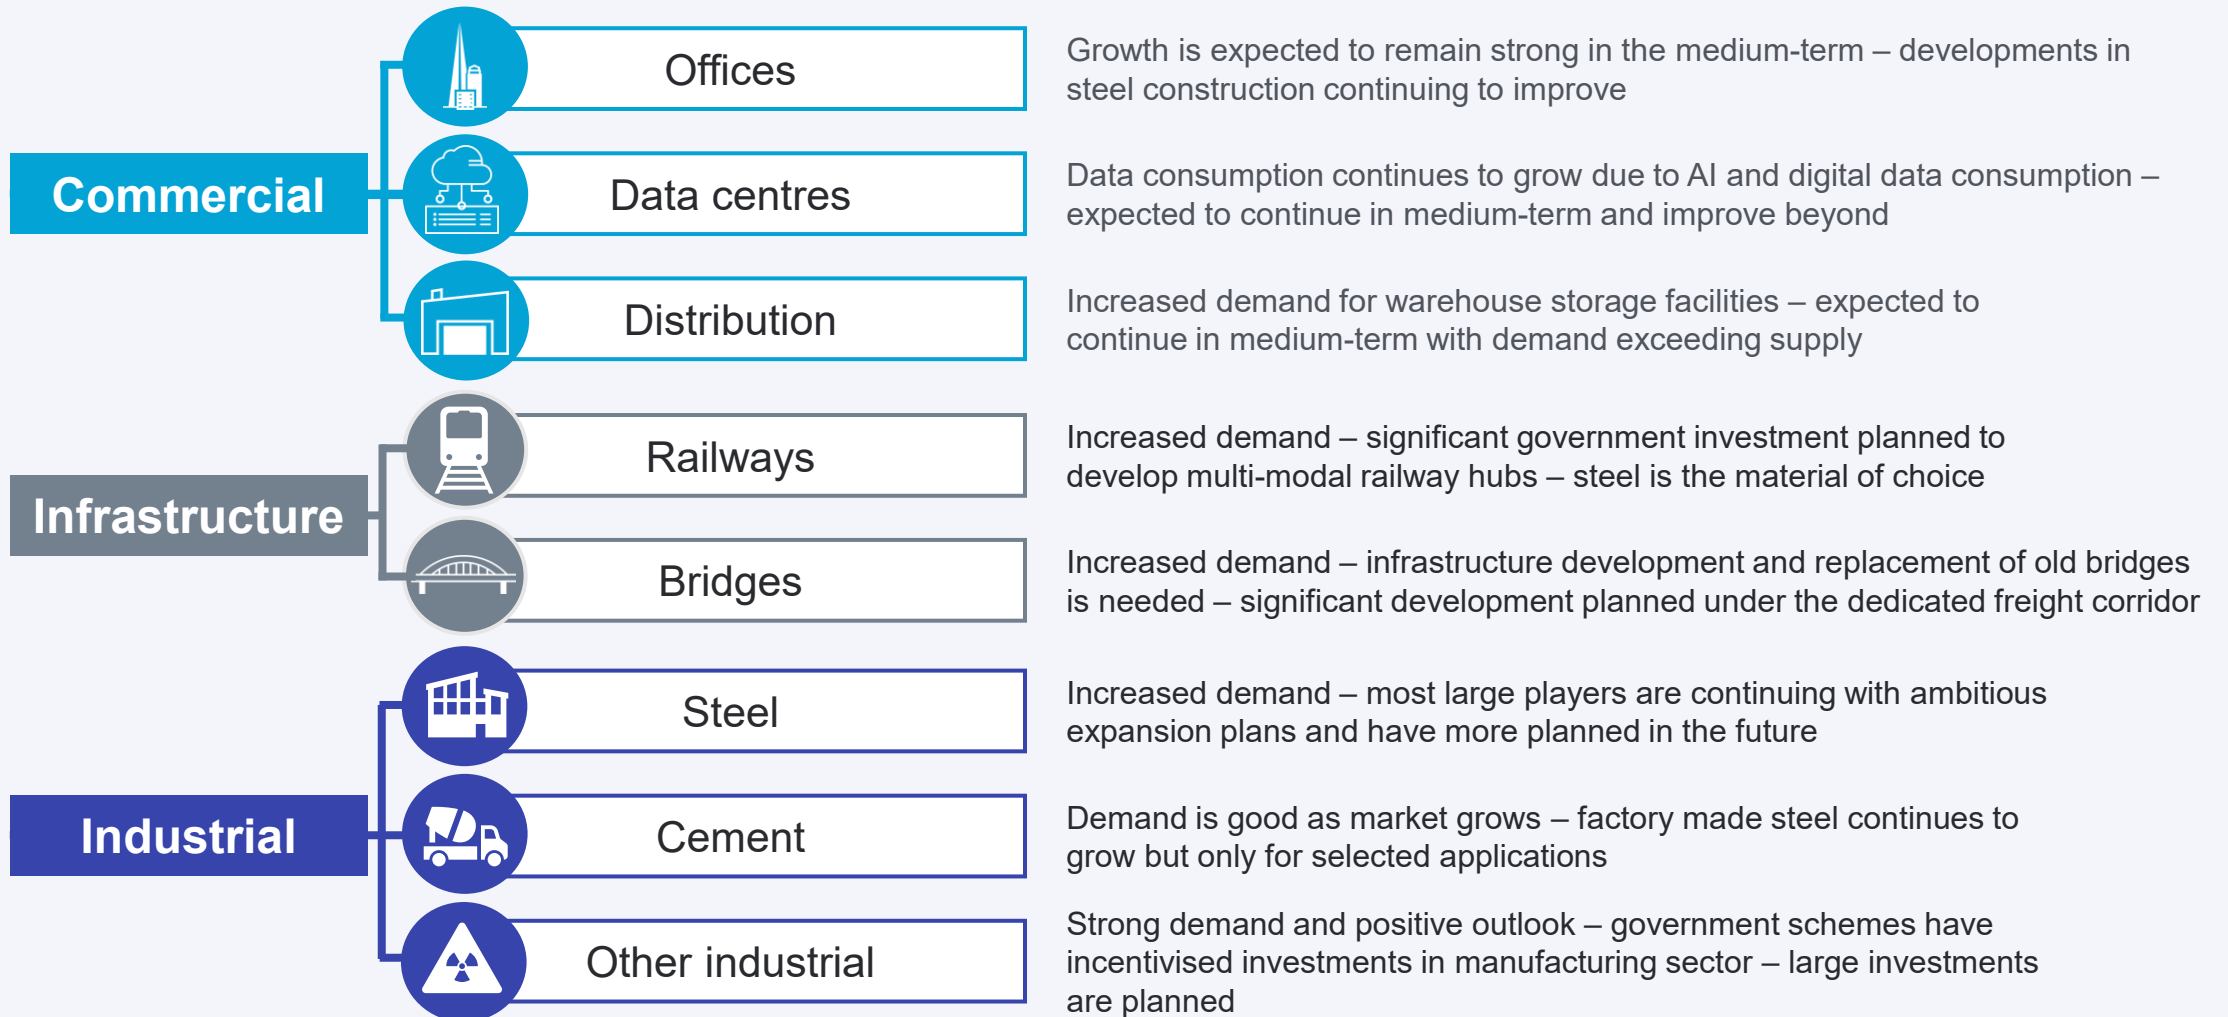 Commercial
Offices
Growth is expected to remain strong in the medium-term – developments in
steel construction continuing to improve
Data centres
Data consumption continues to grow due to AI and digital data consumption –
expected to continue in medium-term and improve beyond
Distribution
Increased demand for warehouse storage facilities – expected to
continue in medium-term with demand exceeding supply
Infrastructure
Railways
Increased demand – significant government investment planned to
develop multi-modal railway hubs – steel is the material of choice
Bridges
Increased demand – infrastructure development and replacement of old bridges
is needed – significant development planned under the dedicated freight corridor
Industrial
Steel
Increased demand – most large players are continuing with ambitious
expansion plans and have more planned in the future
Cement
Demand is good as market grows – factory made steel continues to
grow but only for selected applications
Other industrial
Strong demand and positive outlook – government schemes have
incentivised investments in manufacturing sector – large investments
are planned